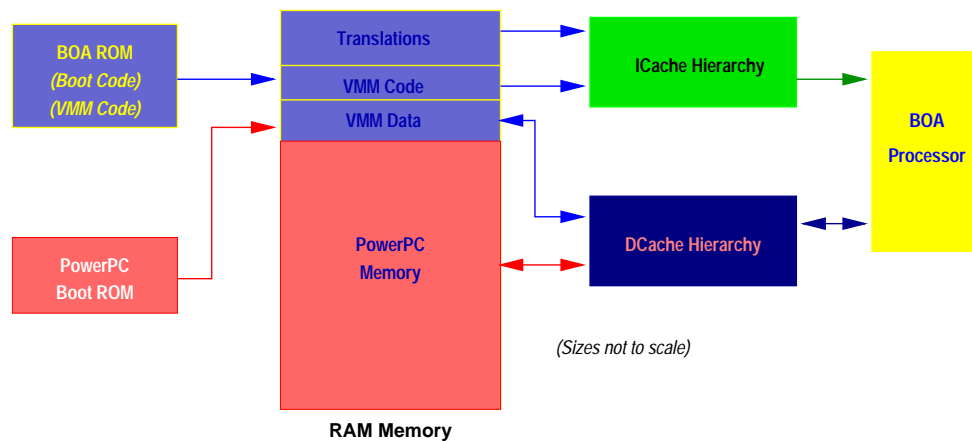 BOA ROM
(Boot Code)
(VMM Code)
PowerPC
Boot ROM
Translations
VMM Code
VMM Data
PowerPC
Memory
RAM Memory
ICache Hierarchy
DCache Hierarchy
(Sizes not to scale)
BOA
Processor